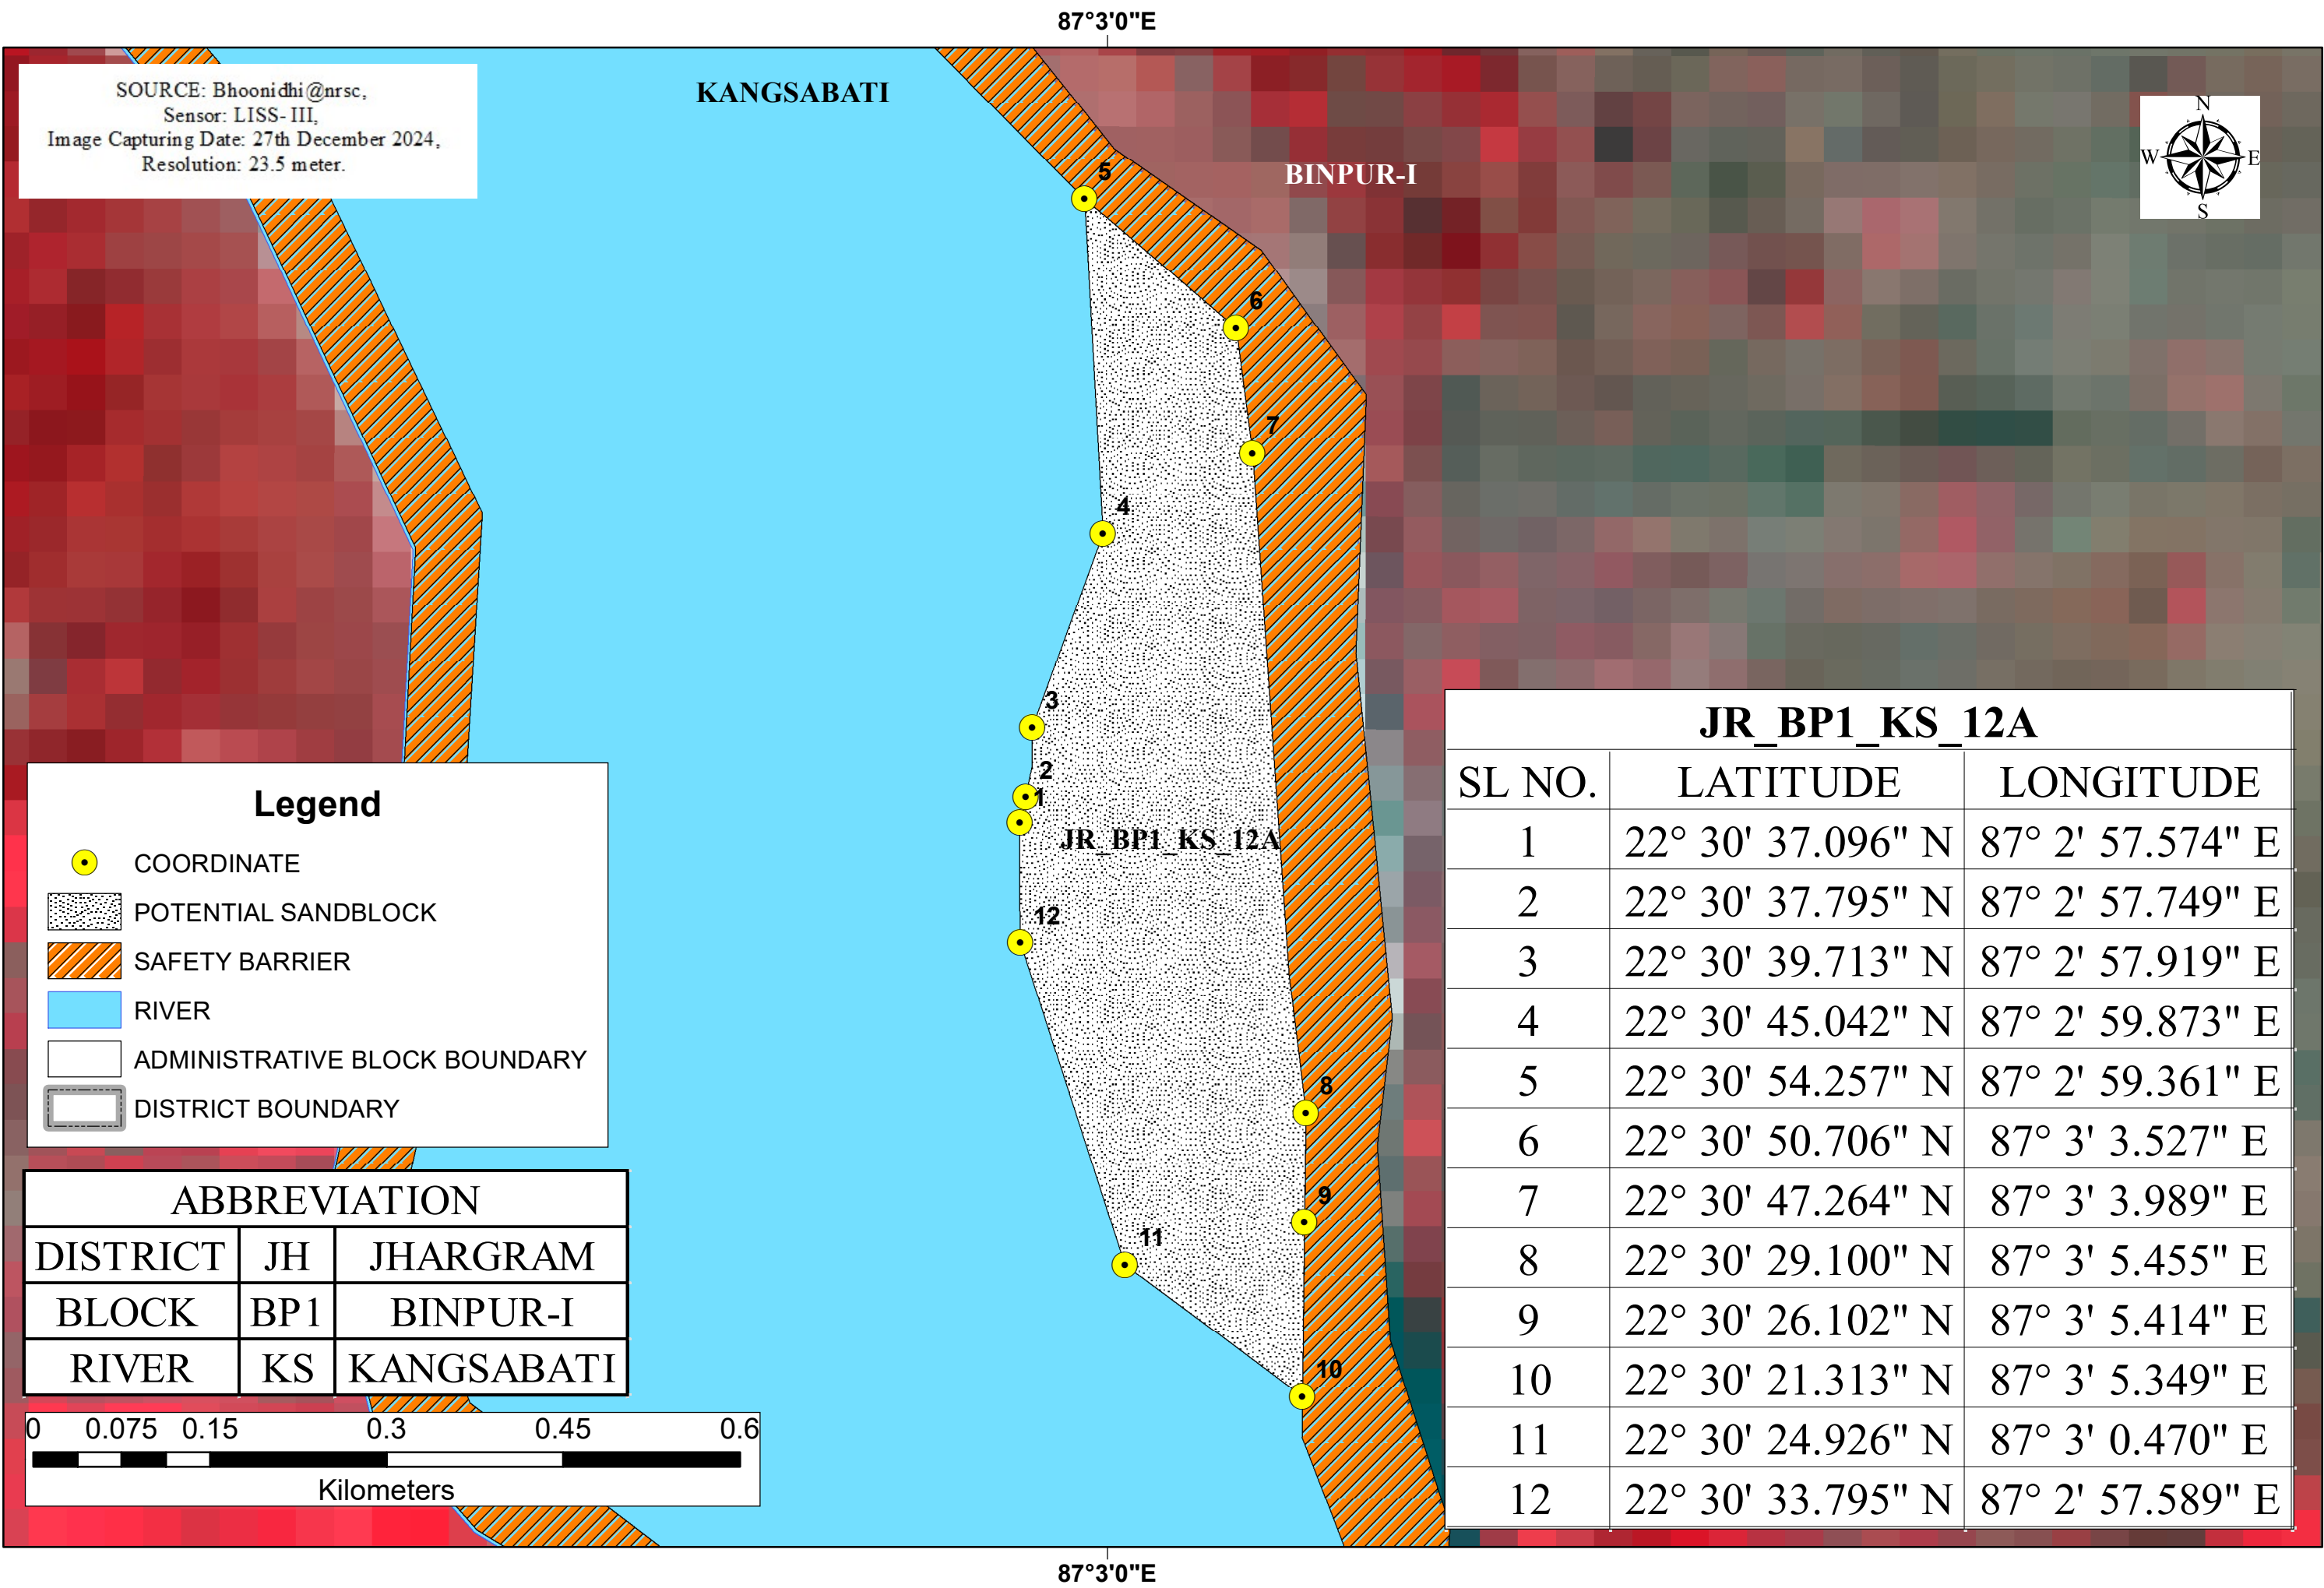 87°3'0"E
SOURCE: Bhoonidhi@nrsc,
Sensor: LISS-III,
Image Capturing Date: 27th December 2024,
Resolution: 23.5 meter.
KANGSABATI
BINPUR-I
N
W E
S
5
6
7
4
3
2
1
JR_BP1_KS_12A
12
8
9
11
10
Legend
COORDINATE
POTENTIAL SANDBLOCK
SAFETY BARRIER
RIVER
ADMINISTRATIVE BLOCK BOUNDARY
DISTRICT BOUNDARY
ABBREVIATION
DISTRICT JH JHARGRAM
BLOCK BP1 BINPUR-I
RIVER KS KANGSABATI
0 0.075 0.15 0.3 0.45 0.6
Kilometers
JR_BP1_KS_12A
SL NO. LATITUDE LONGITUDE
1 22° 30' 37.096" N 87° 2' 57.574" E
2 22° 30' 37.795" N 87° 2' 57.749" E
3 22° 30' 39.713" N 87° 2' 57.919" E
4 22° 30' 45.042" N 87° 2' 59.873" E
5 22° 30' 54.257" N 87° 2' 59.361" E
6 22° 30' 50.706" N 87° 3' 3.527" E
7 22° 30' 47.264" N 87° 3' 3.989" E
8 22° 30' 29.100" N 87° 3' 5.455" E
9 22° 30' 26.102" N 87° 3' 5.414" E
10 22° 30' 21.313" N 87° 3' 5.349" E
11 22° 30' 24.926" N 87° 3' 0.470" E
12 22° 30' 33.795" N 87° 2' 57.589" E
87°3'0"E